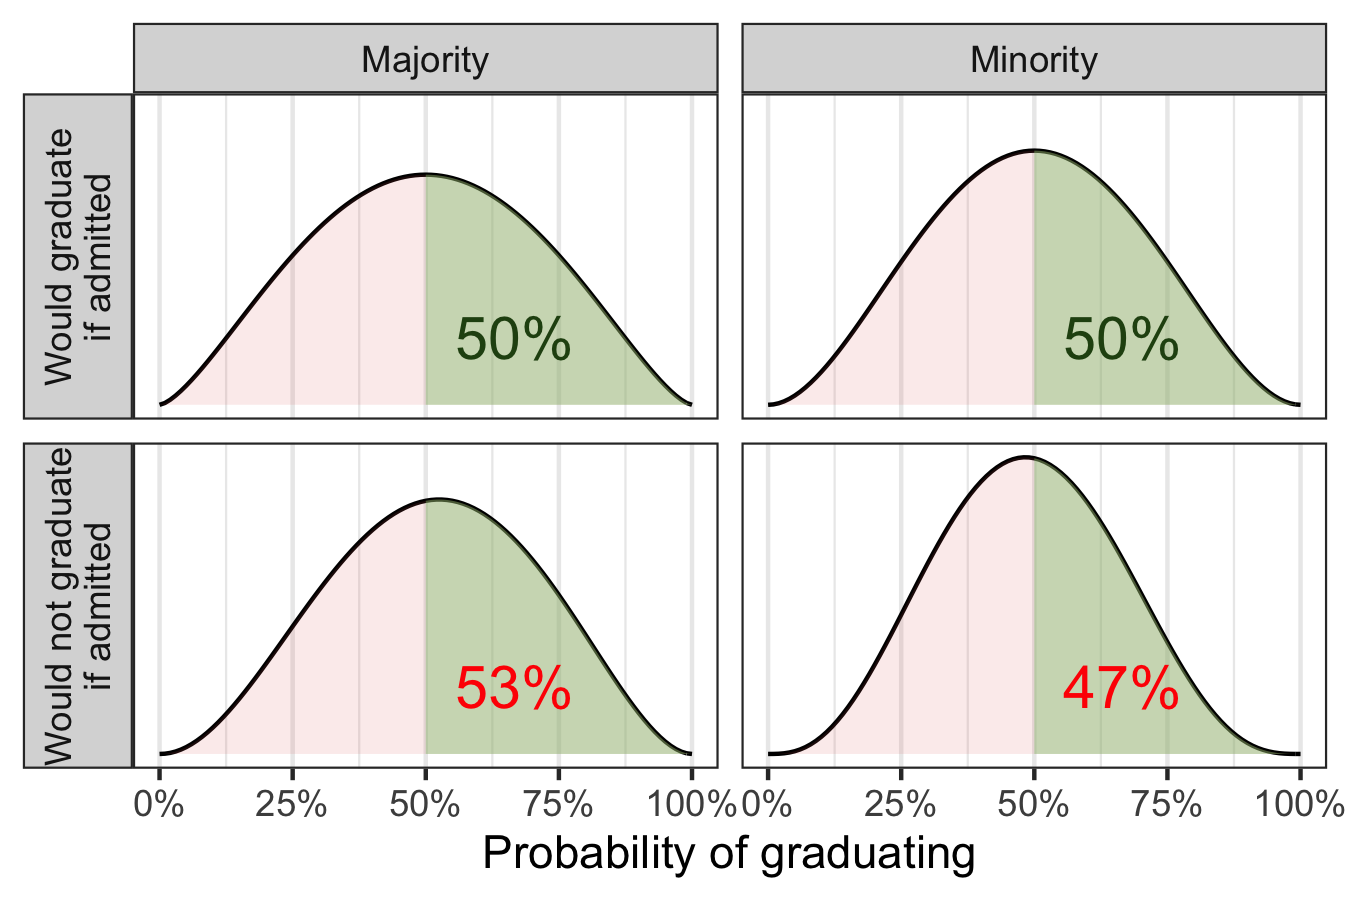 Majority
Minority
Would graduate
if admitted
50%
50%
Would not graduate
if admitted
53%
47%
0% 25% 50% 75% 100% 0% 25% 50% 75% 100%
Probability of graduating